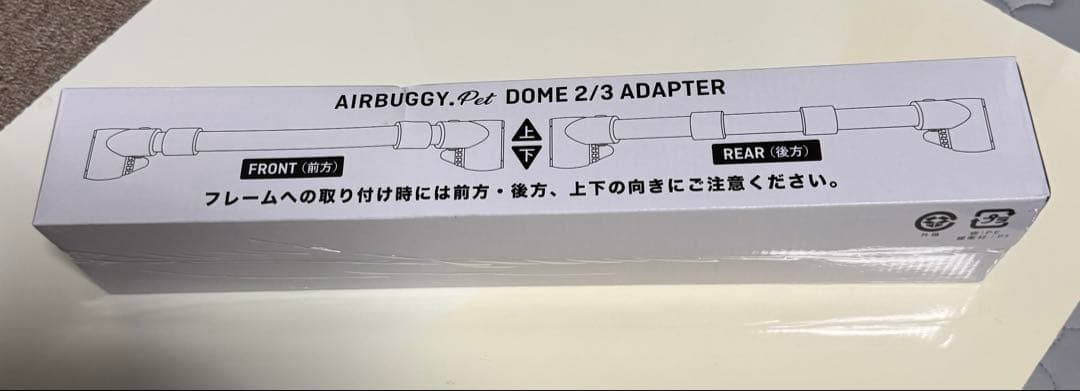 AIRBUGGY.Pet DOME 2/3 ADAPTER
上
下
FRONT（前方）
REAR（後方）
フレームへの取り付け時には前方・後方、上下の向きにご注意ください。
外箱